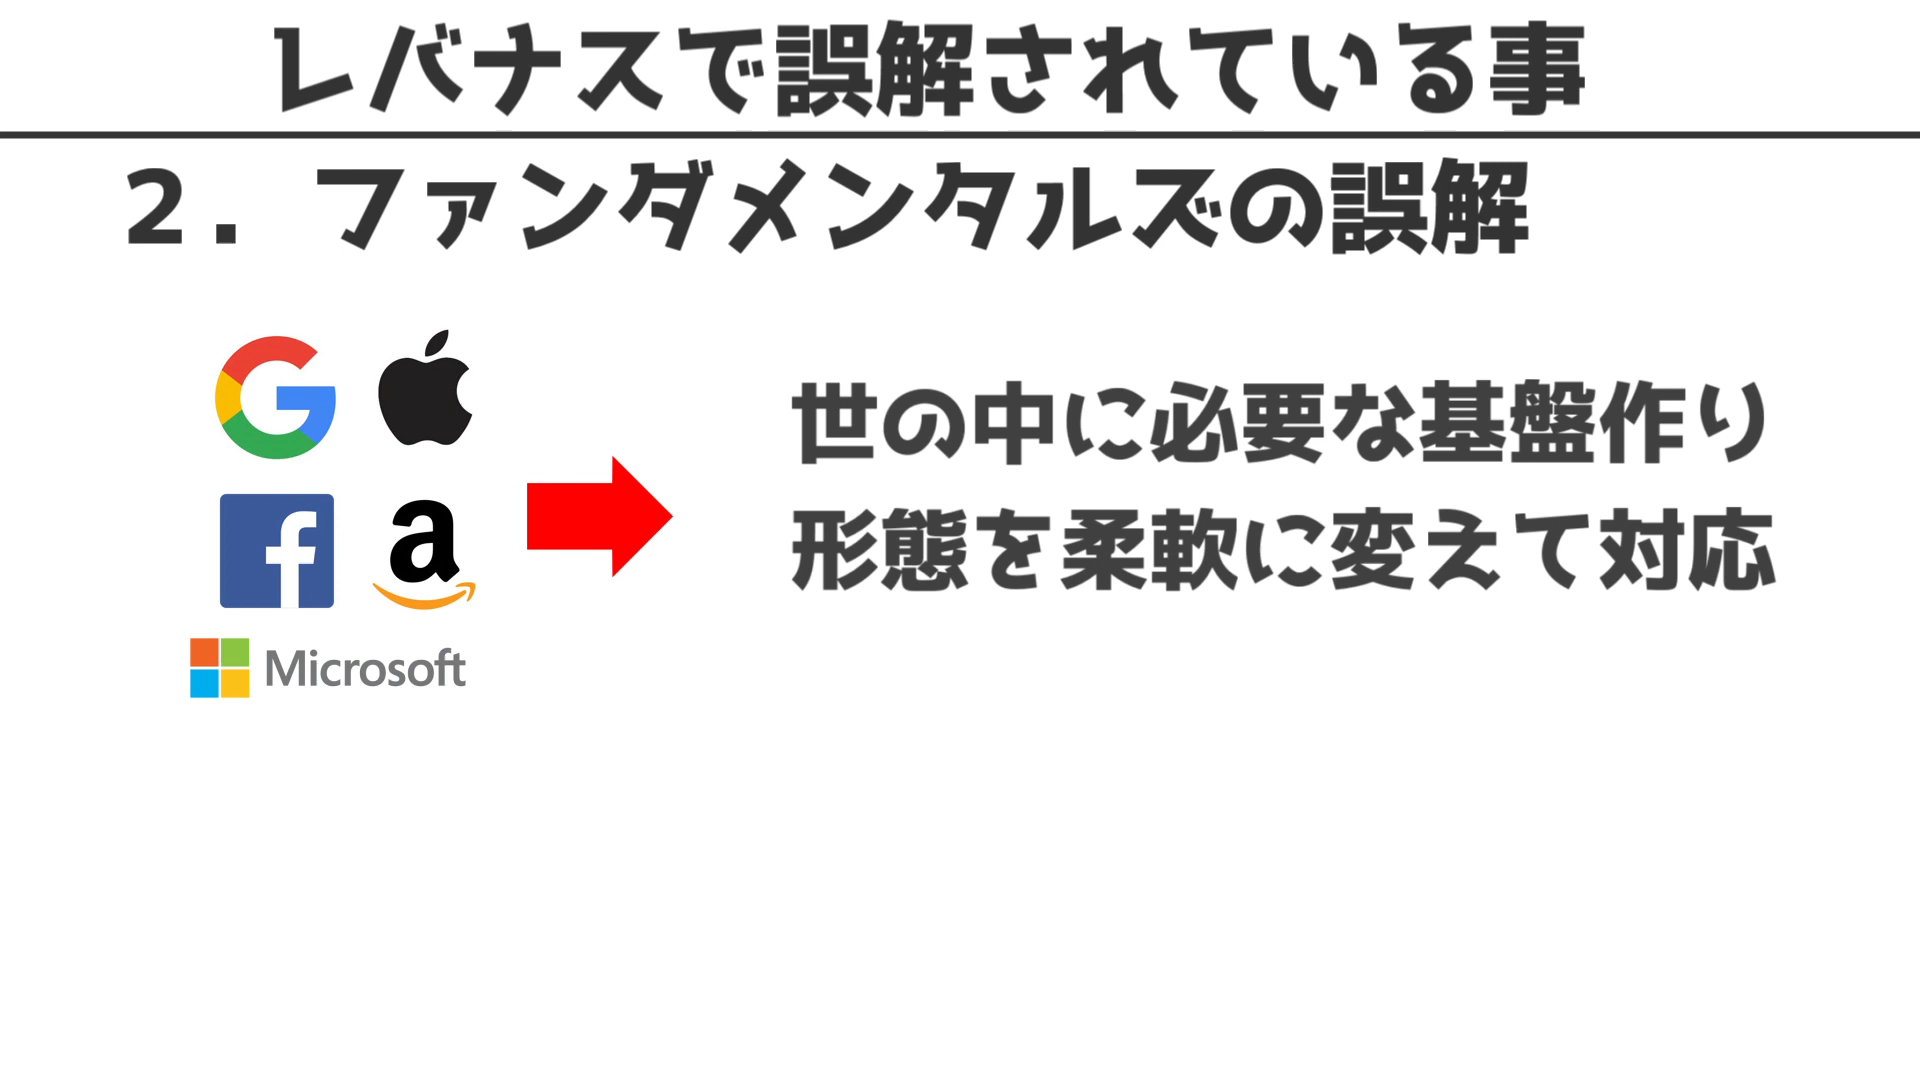 レバナスで誤解されている事
２．ファンダメンタルズの誤解
世の中に必要な基盤作り
形態を柔軟に変えて対応
Microsoft